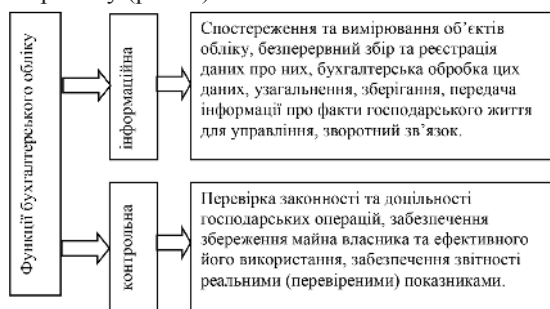 Функції бухгалтерського обліку
інформаційна
Спостереження та вимірювання об’єктів
обліку, безперервний збір та реєстрація
даних про них, бухгалтерська обробка цих
даних, узагальнення, зберігання, передача
інформації про факти господарського життя
для управління, зворотний зв’язок.
контрольна
Перевірка законності та доцільності
господарських операцій, забезпечення
збереження майна власника та ефективного
його використання, забезпечення звітності
реальними (перевіреними) показниками.